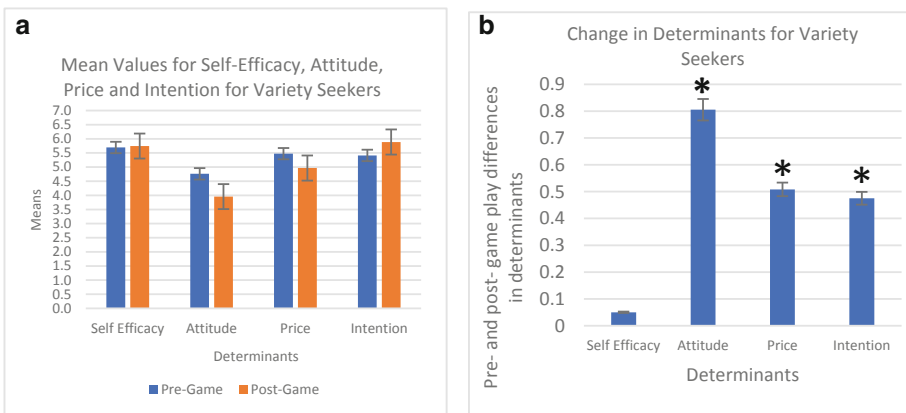 a
Mean Values for Self-Efficacy, Attitude,
Price and Intention for Variety Seekers
7.0
6.5
6.0
5.5
5.0
4.5
4.0
3.5
3.0
2.5
2.0
1.5
1.0
0.5
0.0
Means
Self Efficacy Attitude Price Intention
Determinants
Pre-Game Post-Game
b
Change in Determinants for Variety
Seekers
0.9
0.8
0.7
0.6
0.5
0.4
0.3
0.2
0.1
0
Pre- and post- game play differences
in determinants
* * *
Self Efficacy Attitude Price Intention
Determinants